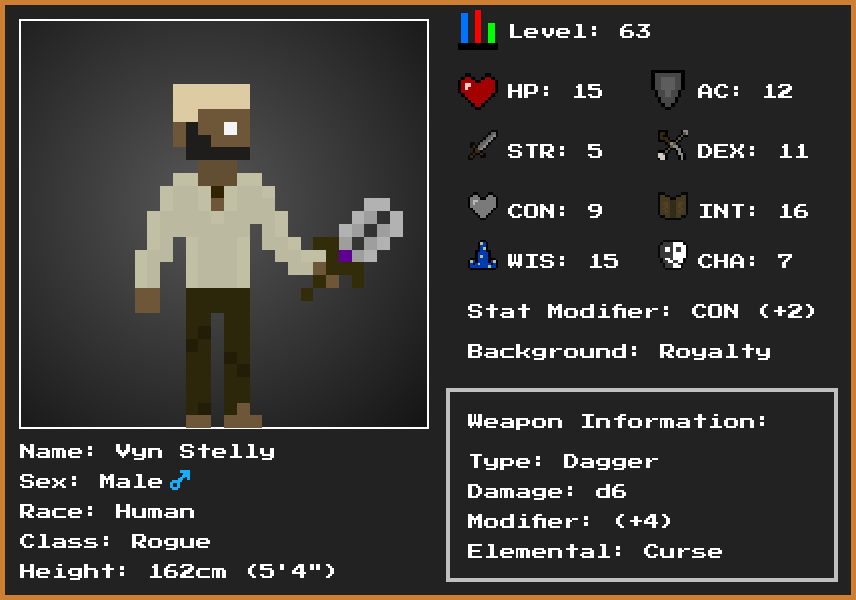 Level: 63
HP: 15
AC: 12
STR: 5
DEX: 11
CON: 9
INT: 16
WIS: 15
CHA: 7
Stat Modifier: CON (+2)
Background: Royalty
Weapon Information:
Type: Dagger
Damage: d6
Modifier: (+4)
Elemental: Curse
Name: Vyn Stelly
Sex: Male ♂
Race: Human
Class: Rogue
Height: 162cm (5'4")